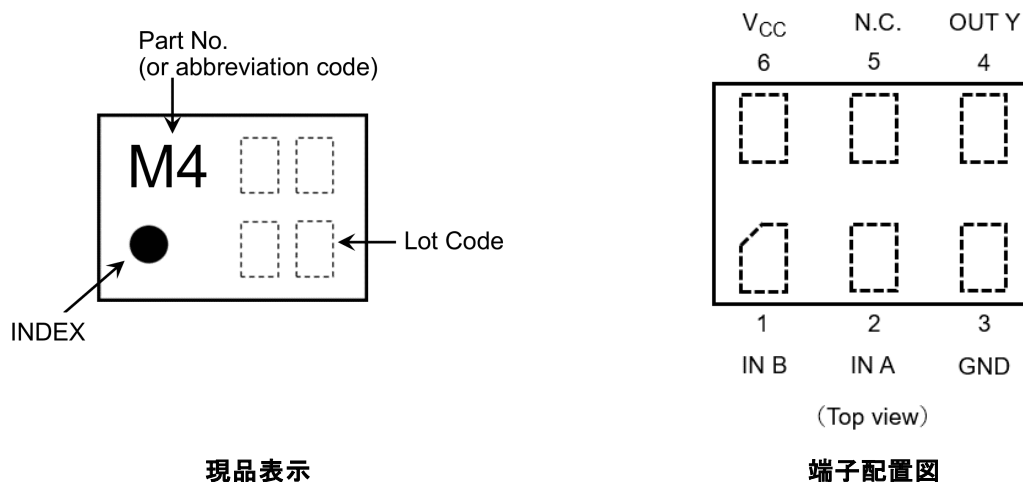 Part No.
(or abbreviation code)
M4
Lot Code
INDEX
現品表示
VCC N.C. OUT Y
6 5 4
1 2 3
IN B IN A GND
（Top view）
端子配置図